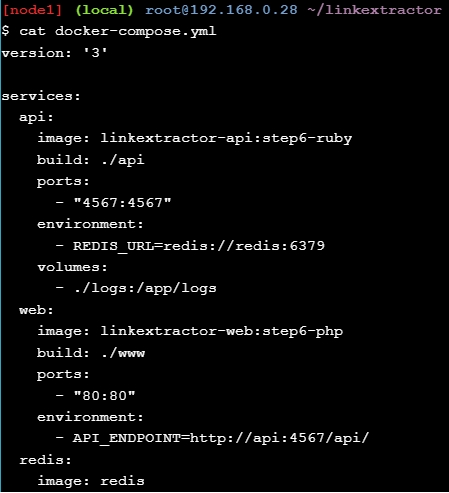 [node1] (local) root@192.168.0.28 ~/linkextractor
$ cat docker-compose.yml
version: '3'

services:
  api:
    image: linkextractor-api:step6-ruby
    build: ./api
    ports:
      - "4567:4567"
    environment:
      - REDIS_URL=redis://redis:6379
    volumes:
      - ./logs:/app/logs
  web:
    image: linkextractor-web:step6-php
    build: ./www
    ports:
      - "80:80"
    environment:
      - API_ENDPOINT=http://api:4567/api/
  redis:
    image: redis